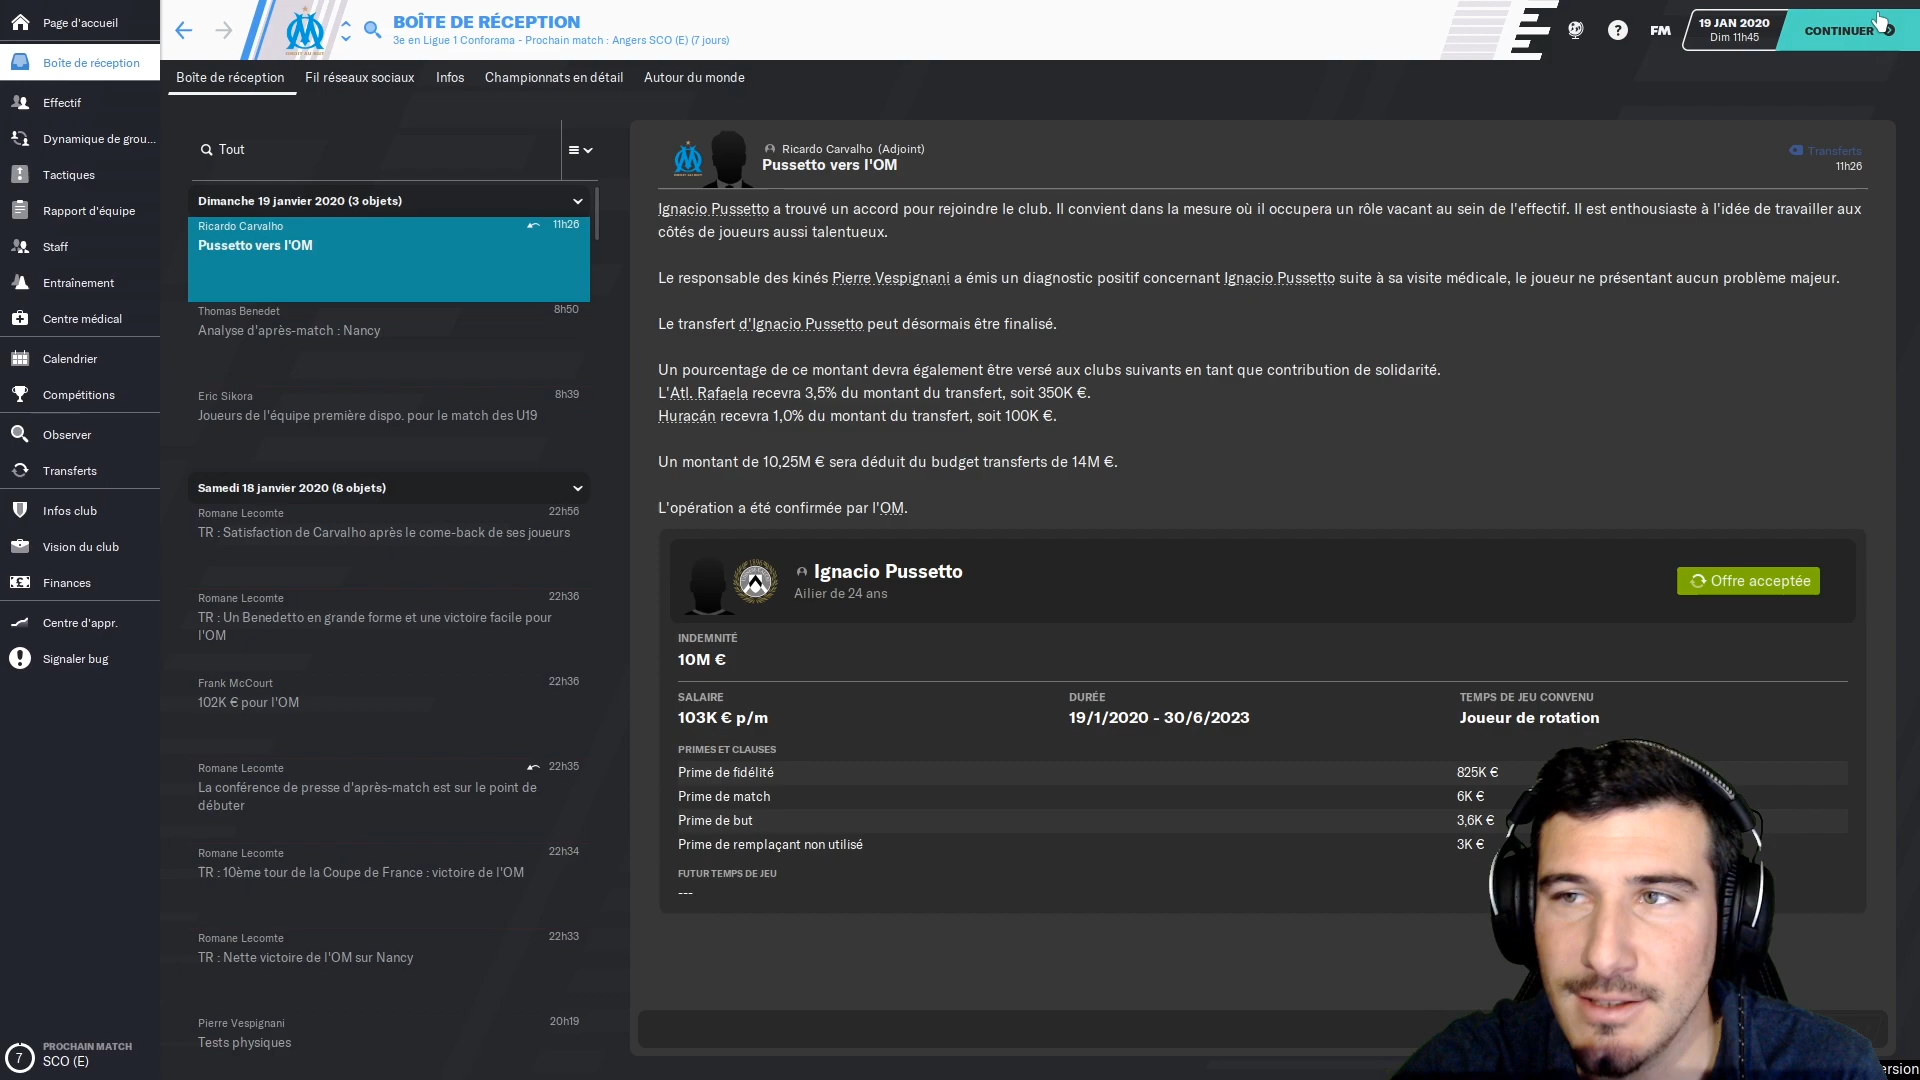 Page d'accueil
Boîte de réception
Effectif
Dynamique de grou...
Tactiques
Rapport d'équipe
Staff
Entraînement
Centre médical
Calendrier
Compétitions
Observer
Transferts
Infos club
Vision du club
Finances
Centre d'appr.
Signaler bug
7
PROCHAIN MATCH
SCO (E)
BOÎTE DE RÉCEPTION
3e en Ligue 1 Conforama - Prochain match : Angers SCO (E) (7 jours)
?
FM
19 JAN 2020
Dim 11h45
CONTINUER
Boîte de réception
Fil réseaux sociaux
Infos
Championnats en détail
Autour du monde
Tout
Dimanche 19 janvier 2020 (3 objets)
Ricardo Carvalho 11h26
Pussetto vers l'OM
Thomas Benedet 8h50
Analyse d'après-match : Nancy
Eric Sikora 8h39
Joueurs de l'équipe première dispo. pour le match des U19
Samedi 18 janvier 2020 (8 objets)
Romane Lecomte 22h56
TR : Satisfaction de Carvalho après le come-back de ses joueurs
Romane Lecomte 22h36
TR : Un Benedetto en grande forme et une victoire facile pour
l'OM
Frank McCourt 22h36
102K € pour l'OM
Romane Lecomte 22h35
La conférence de presse d'après-match est sur le point de
débuter
Romane Lecomte 22h34
TR : 10ème tour de la Coupe de France : victoire de l'OM
Romane Lecomte 22h33
TR : Nette victoire de l'OM sur Nancy
Pierre Vespignani 20h19
Tests physiques
Ricardo Carvalho (Adjoint)
Pussetto vers l'OM
Transferts
11h26
Ignacio Pussetto a trouvé un accord pour rejoindre le club. Il convient dans la mesure où il occupera un rôle vacant au sein de l'effectif. Il est enthousiaste à l'idée de travailler aux
côtés de joueurs aussi talentueux.
Le responsable des kinés Pierre Vespignani a émis un diagnostic positif concernant Ignacio Pussetto suite à sa visite médicale, le joueur ne présentant aucun problème majeur.
Le transfert d'Ignacio Pussetto peut désormais être finalisé.
Un pourcentage de ce montant devra également être versé aux clubs suivants en tant que contribution de solidarité.
L'Atl. Rafaela recevra 3,5% du montant du transfert, soit 350K €.
Huracán recevra 1,0% du montant du transfert, soit 100K €.
Un montant de 10,25M € sera déduit du budget transferts de 14M €.
L'opération a été confirmée par l'OM.
Ignacio Pussetto
Ailier de 24 ans
Offre acceptée
INDEMNITÉ
10M €
SALAIRE DURÉE TEMPS DE JEU CONVENU
103K € p/m 19/1/2020 - 30/6/2023 Joueur de rotation
PRIMES ET CLAUSES
Prime de fidélité 825K €
Prime de match 6K €
Prime de but 3,6K €
Prime de remplaçant non utilisé 3K €
FUTUR TEMPS DE JEU
---
ersion